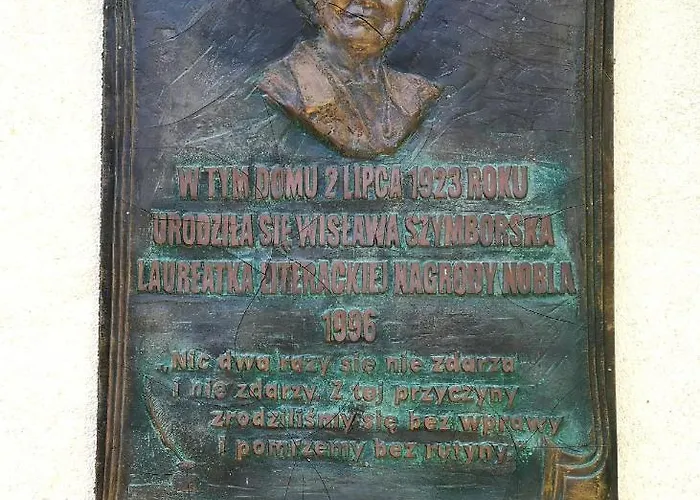 W TYM DOMU 2 LIPCA 1923 ROKU
URODZIŁA SIĘ WISŁAWA SZYMBORSKA
LAUREATKA LITERACKIEJ NAGRODY NOBLA
1996
„Nic dwa razy się nie zdarza
i nie zdarzy. Z tej przyczyny
zrodziliśmy się bez wprawy
i pomrzemy bez rutyny."